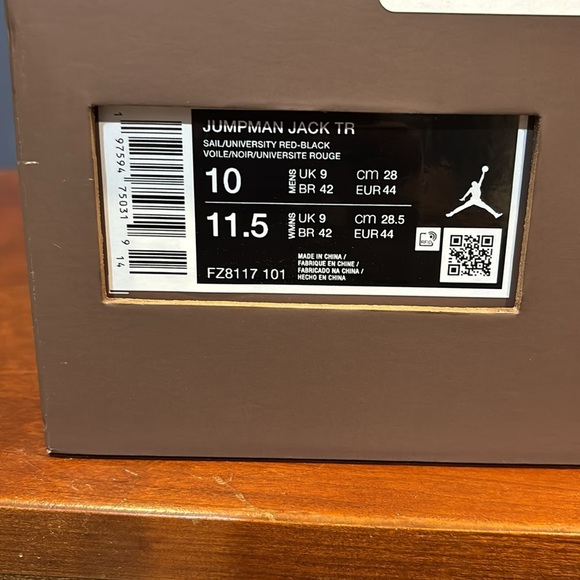 JUMPMAN JACK TR
SAIL/UNIVERSITY RED-BLACK
VOILE/NOIR/UNIVERSITE ROUGE
10 MENS UK 9 cm 28
BR 42 EUR 44
11.5 WMNS UK 9 cm 28.5
BR 42 EUR 44
FZ8117 101
MADE IN CHINA /
FABRIQUE EN CHINE /
FABRICADO NA CHINA /
HECHO EN CHINA
1 97594 75031 9 14